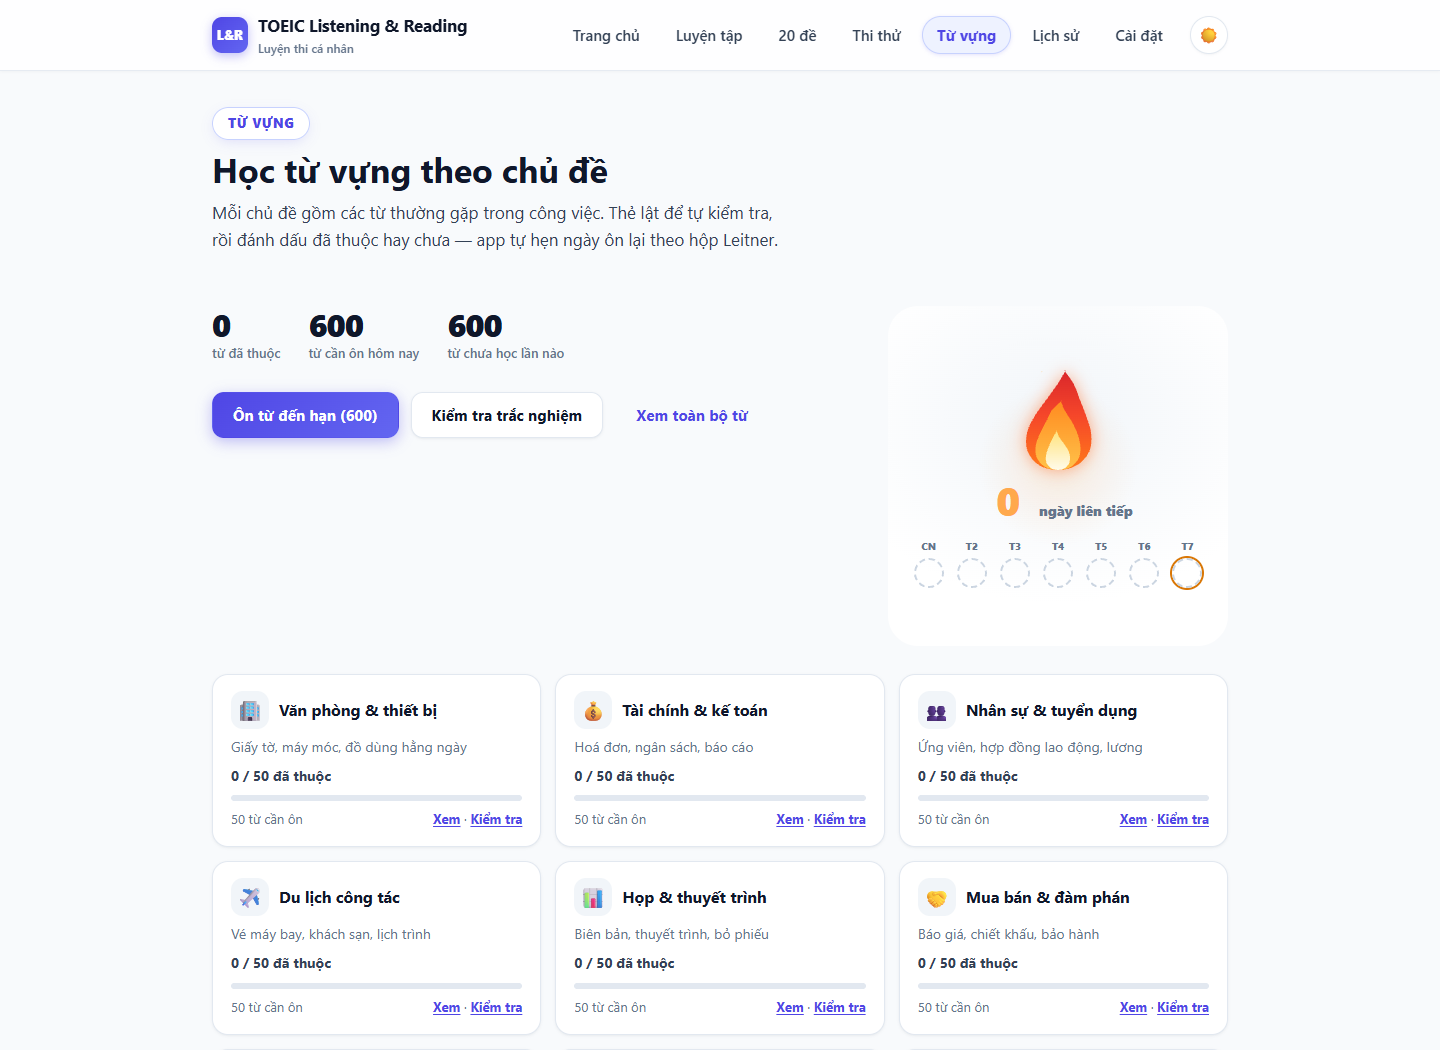 L&R
TOEIC Listening & Reading
Luyện thi cá nhân
Trang chủ
Luyện tập
20 đề
Thi thử
Từ vựng
Lịch sử
Cài đặt
TỪ VỰNG
Học từ vựng theo chủ đề
Mỗi chủ đề gồm các từ thường gặp trong công việc. Thẻ lật để tự kiểm tra,
rồi đánh dấu đã thuộc hay chưa — app tự hẹn ngày ôn lại theo hộp Leitner.
0
từ đã thuộc
600
từ cần ôn hôm nay
600
từ chưa học lần nào
Ôn từ đến hạn (600)
Kiểm tra trắc nghiệm
Xem toàn bộ từ
0 ngày liên tiếp
CN T2 T3 T4 T5 T6 T7
Văn phòng & thiết bị
Giấy tờ, máy móc, đồ dùng hằng ngày
0 / 50 đã thuộc
50 từ cần ôn
Xem · Kiểm tra
Tài chính & kế toán
Hoá đơn, ngân sách, báo cáo
0 / 50 đã thuộc
50 từ cần ôn
Xem · Kiểm tra
Nhân sự & tuyển dụng
Ứng viên, hợp đồng lao động, lương
0 / 50 đã thuộc
50 từ cần ôn
Xem · Kiểm tra
Du lịch công tác
Vé máy bay, khách sạn, lịch trình
0 / 50 đã thuộc
50 từ cần ôn
Xem · Kiểm tra
Họp & thuyết trình
Biên bản, thuyết trình, bỏ phiếu
0 / 50 đã thuộc
50 từ cần ôn
Xem · Kiểm tra
Mua bán & đàm phán
Báo giá, chiết khấu, bảo hành
0 / 50 đã thuộc
50 từ cần ôn
Xem · Kiểm tra